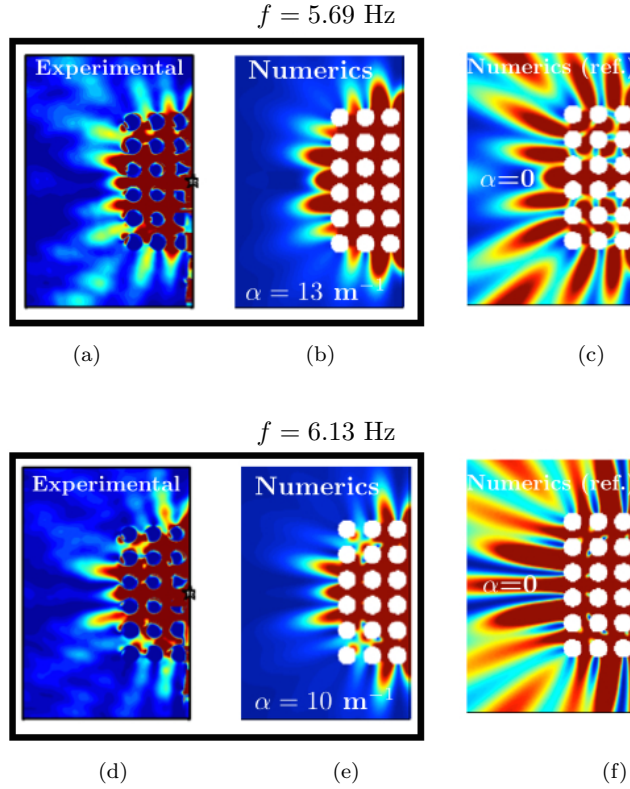 f = 5.69 Hz
Experimental
Numerics
Numerics (ref.)
α=0
α = 13 m⁻¹
(a)
(b)
(c)
f = 6.13 Hz
Experimental
Numerics
Numerics (ref.
α=0
α = 10 m⁻¹
(d)
(e)
(f)